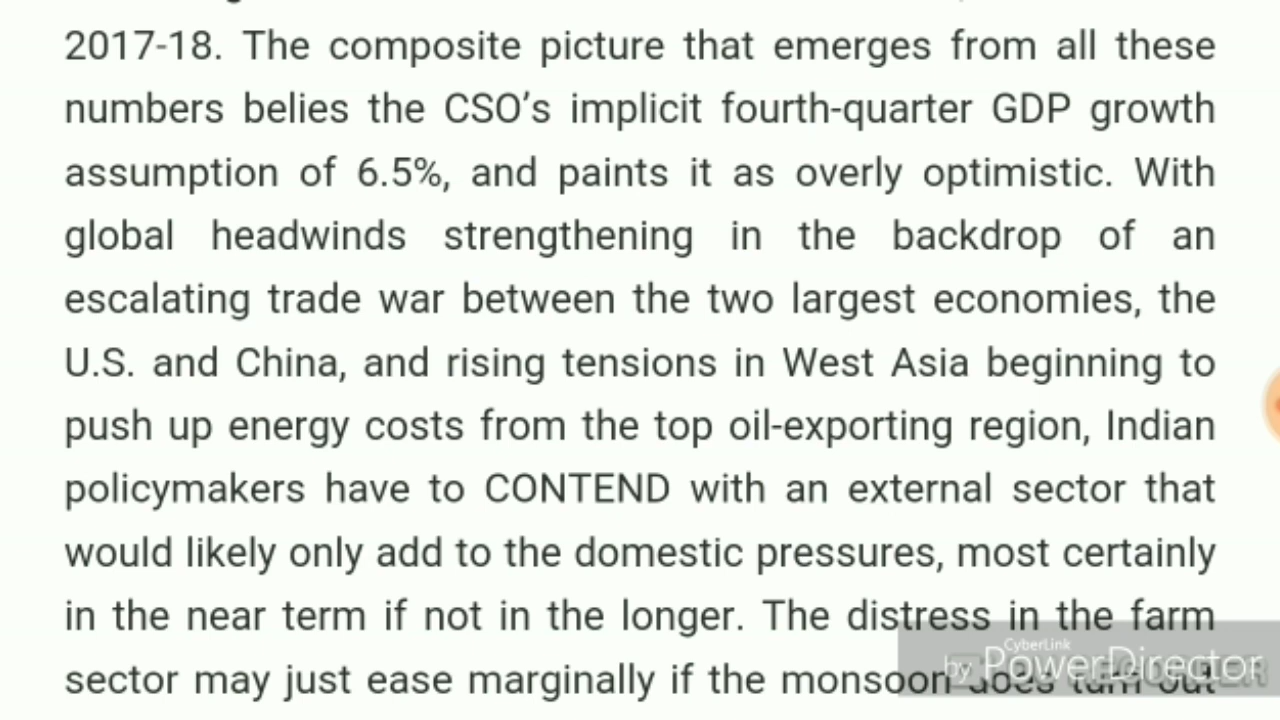 2017-18. The composite picture that emerges from all these
numbers belies the CSO’s implicit fourth-quarter GDP growth
assumption of 6.5%, and paints it as overly optimistic. With
global headwinds strengthening in the backdrop of an
escalating trade war between the two largest economies, the
U.S. and China, and rising tensions in West Asia beginning to
push up energy costs from the top oil-exporting region, Indian
policymakers have to CONTEND with an external sector that
would likely only add to the domestic pressures, most certainly
in the near term if not in the longer. The distress in the farm
sector may just ease marginally if the monsoon does turn out
CyberLink
by PowerDirector